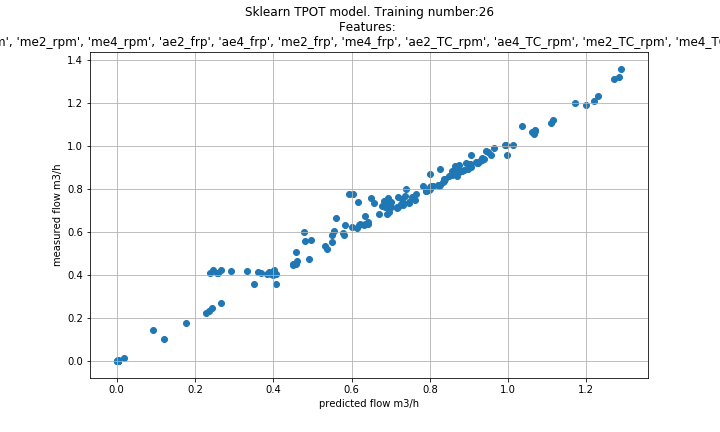 Sklearn TPOT model. Training number:26
Features:
', 'me2_rpm', 'me4_rpm', 'ae2_frp', 'ae4_frp', 'me2_frp', 'me4_frp', 'ae2_TC_rpm', 'ae4_TC_rpm', 'me2_TC_rpm', 'me4_T
1.4
1.2
1.0
0.8
0.6
0.4
0.2
0.0
measured flow m3/h
0.0 0.2 0.4 0.6 0.8 1.0 1.2
predicted flow m3/h